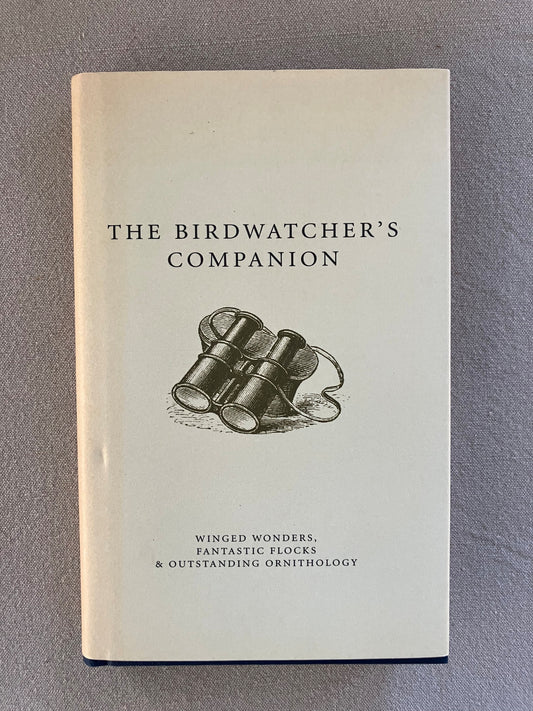 THE BIRDWATCHER'S
COMPANION
WINGED WONDERS,
FANTASTIC FLOCKS
& OUTSTANDING ORNITHOLOGY